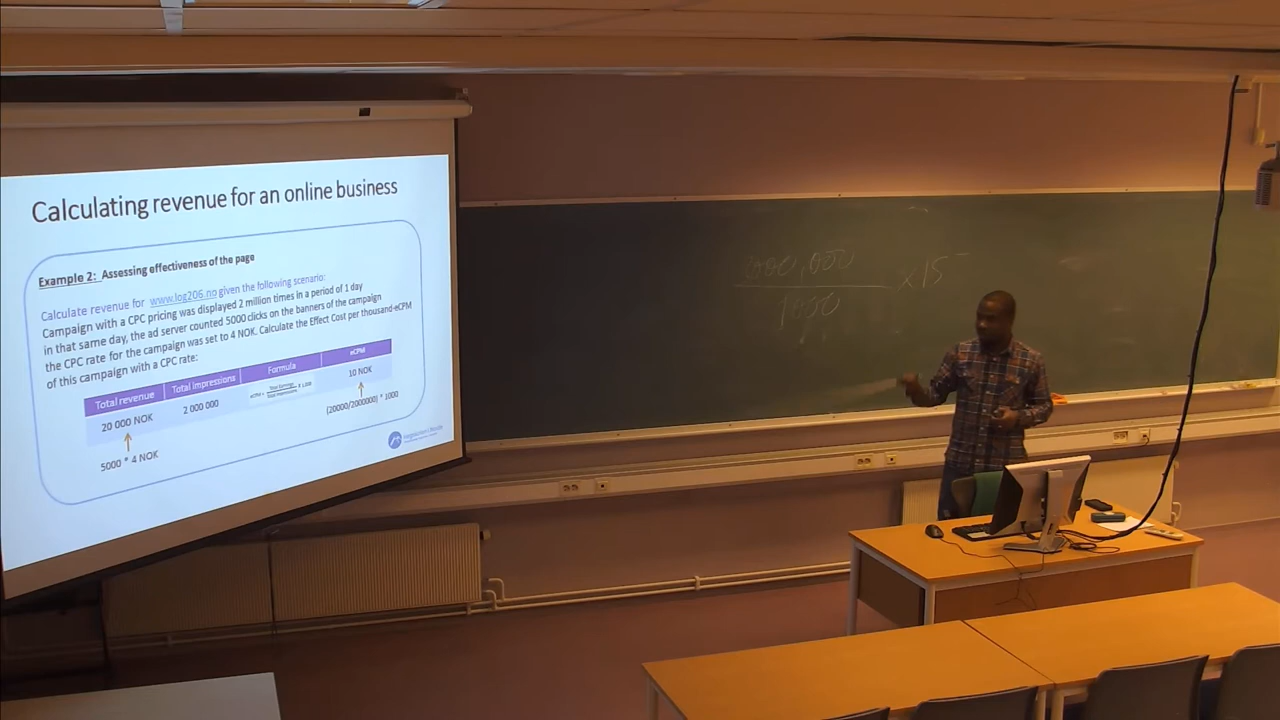 Calculating revenue for an online business
Example 2: Assessing effectiveness of the page
Calculate revenue for www.log206.no given the following scenario:
Campaign with a CPC pricing was displayed 2 million times in a period of 1 day
in that same day, the ad server counted 5000 clicks on the banners of the campaign
the CPC rate for the campaign was set to 4 NOK. Calculate the Effect Cost per thousand-eCPM
of this campaign with a CPC rate:
Total revenue Total impressions Formula eCPM
20 000 NOK 2 000 000 10 NOK
5000 * 4 NOK (20000/2000000) * 1000
000,000
1000
x15